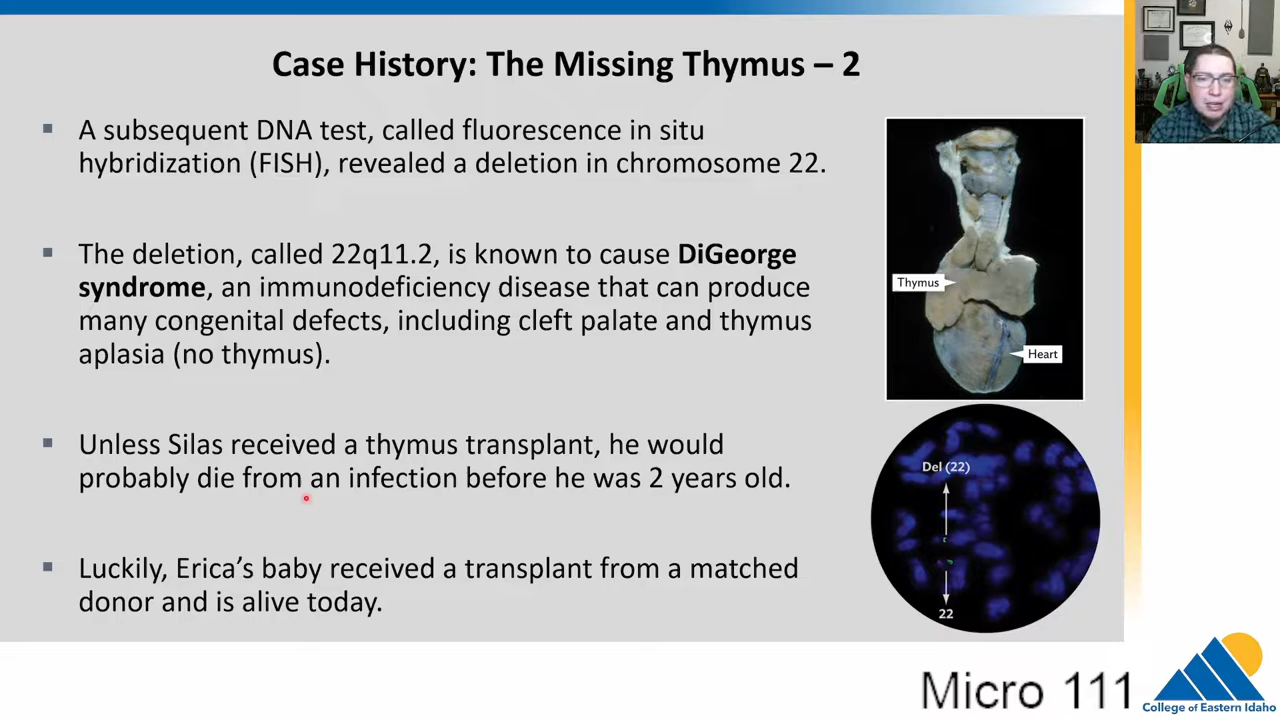 Case History: The Missing Thymus – 2
▪ A subsequent DNA test, called fluorescence in situ
hybridization (FISH), revealed a deletion in chromosome 22.
▪ The deletion, called 22q11.2, is known to cause DiGeorge
syndrome, an immunodeficiency disease that can produce
many congenital defects, including cleft palate and thymus
aplasia (no thymus).
▪ Unless Silas received a thymus transplant, he would
probably die from an infection before he was 2 years old.
▪ Luckily, Erica’s baby received a transplant from a matched
donor and is alive today.
Thymus
Heart
Del (22)
22
Micro 111
College of Eastern Idaho